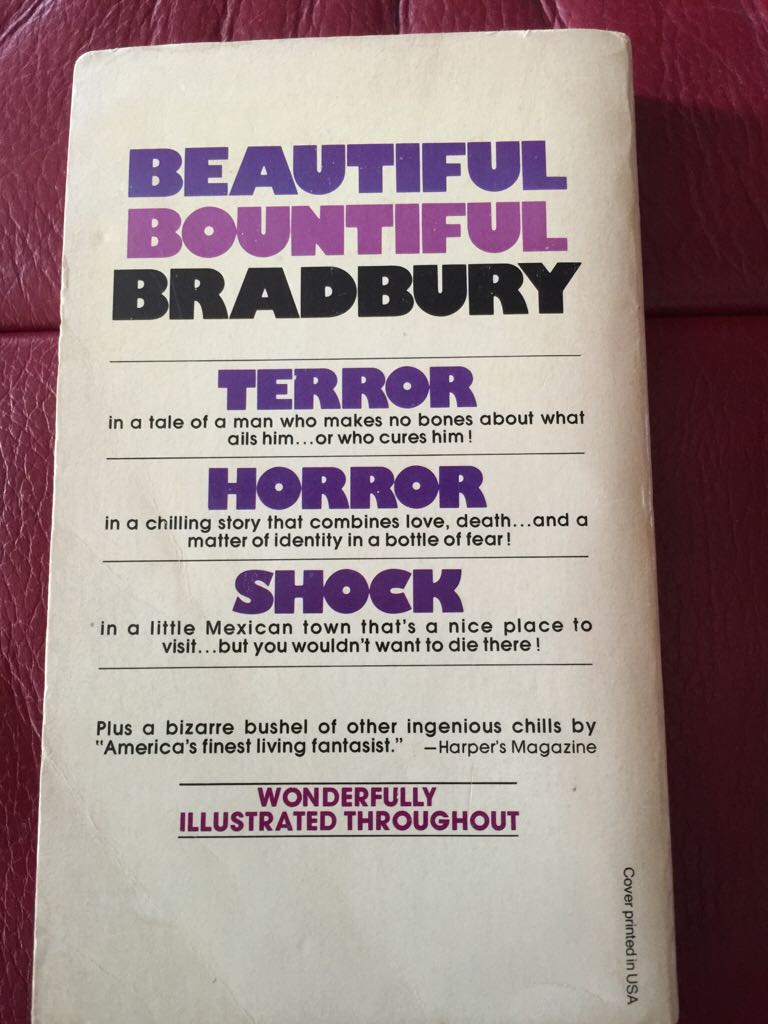 BEAUTIFUL
BOUNTIFUL
BRADBURY
TERROR
in a tale of a man who makes no bones about what
ails him...or who cures him!
HORROR
in a chilling story that combines love, death...and a
matter of identity in a bottle of fear!
SHOCK
in a little Mexican town that's a nice place to
visit...but you wouldn't want to die there!
Plus a bizarre bushel of other ingenious chills by
"America's finest living fantasist." —Harper's Magazine
WONDERFULLY
ILLUSTRATED THROUGHOUT
Cover printed in USA